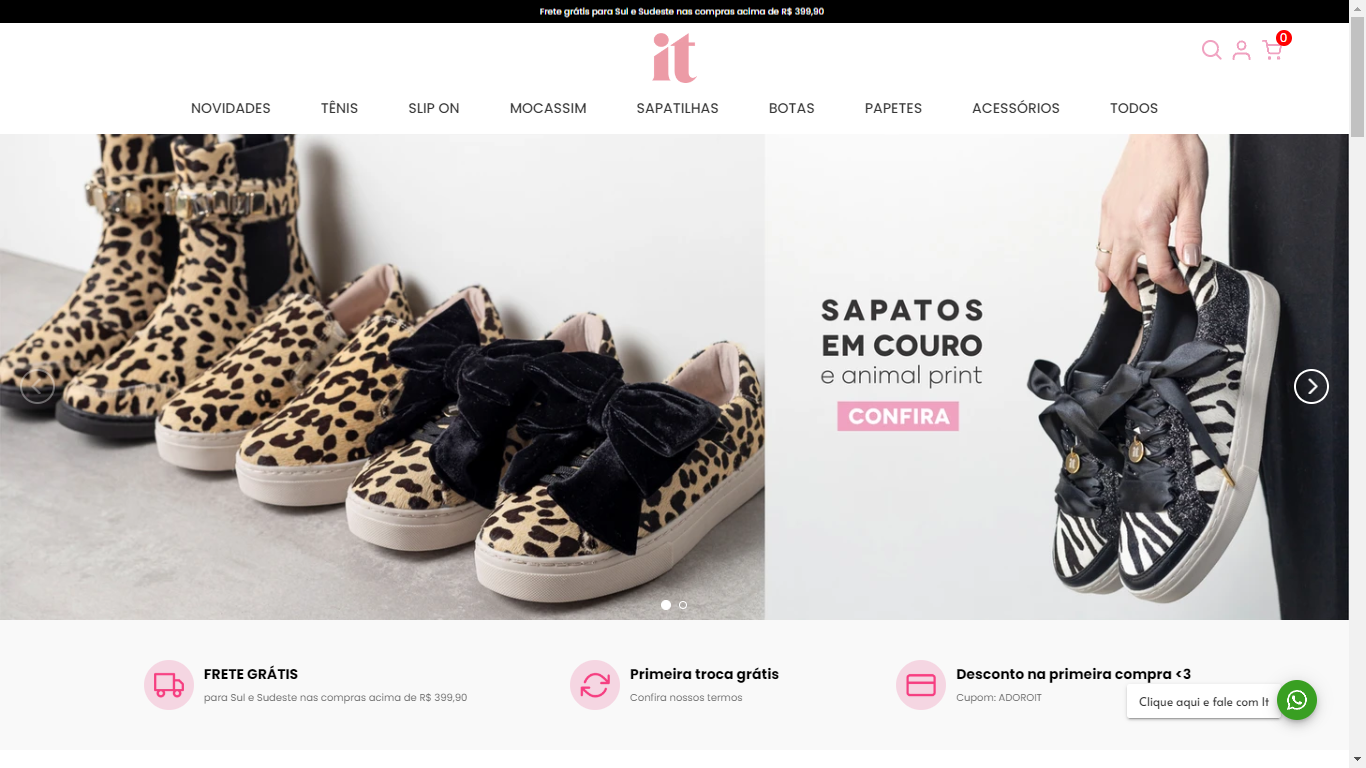 Frete grátis para Sul e Sudeste nas compras acima de R$ 399,90
it
0
NOVIDADES TÊNIS SLIP ON MOCASSIM SAPATILHAS BOTAS PAPETES ACESSÓRIOS TODOS
SAPATOS
EM COURO
e animal print
CONFIRA
it
it
FRETE GRÁTIS
para Sul e Sudeste nas compras acima de R$ 399,90
Primeira troca grátis
Confira nossos termos
Desconto na primeira compra <3
Cupom: ADOROIT
Clique aqui e fale com It